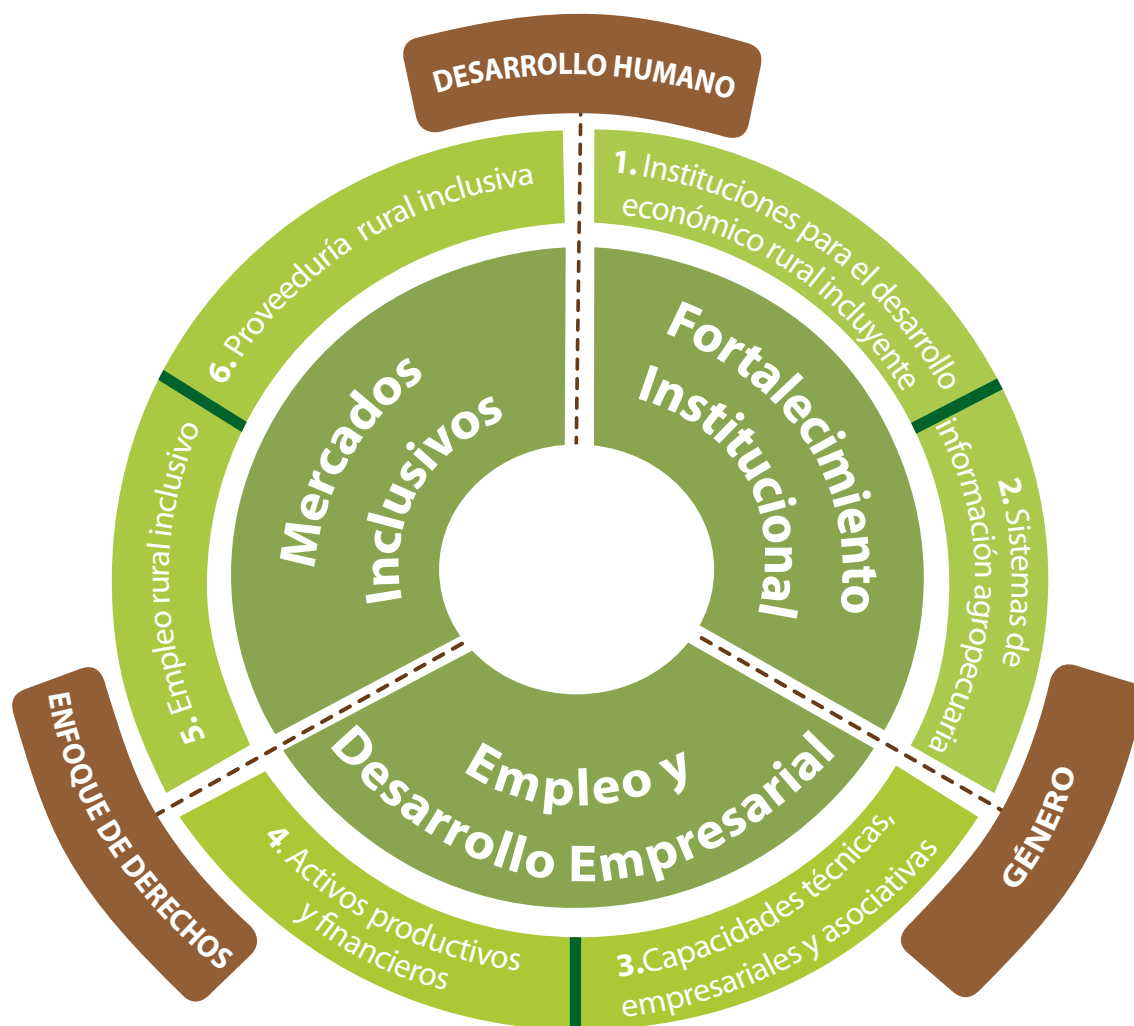 DESARROLLO HUMANO
1. Instituciones para el desarrollo
económico rural incluyente
2. Sistemas de
información agropecuaria
GÉNERO
3.Capacidades técnicas,
empresariales y asociativas
4. Activos productivos
y financieros
ENFOQUE DE DERECHOS
5. Empleo rural inclusivo
6. Proveeduría rural inclusiva
Fortalecimiento
Institucional
Empleo y
Desarrollo Empresarial
Mercados
Inclusivos